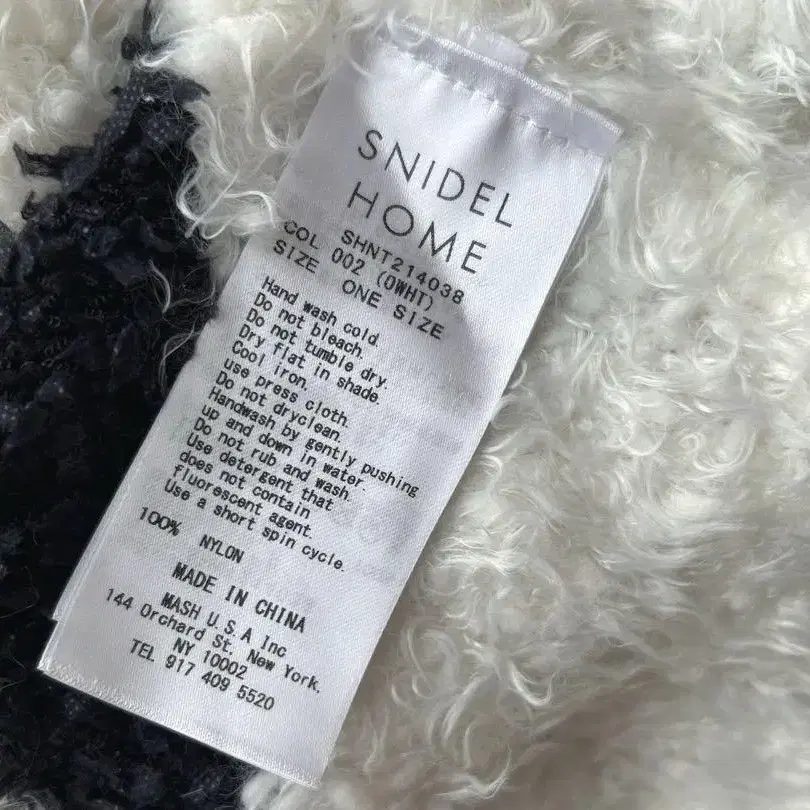 SNIDEL
HOME
SHNT214038
COL 002 (OWHT)
SIZE ONE SIZE
Hand wash cold.
Do not bleach.
Do not tumble dry.
Dry flat in shade.
Cool iron.
use press cloth.
Do not dryclean.
Handwash by gently pushing
up and down in water.
Do not rub and wash.
Use detergent that
does not contain
fluorescent agent.
Use a short spin cycle.
100% NYLON
MADE IN CHINA
MASH U.S.A Inc
144 Orchard St. New York.
NY 10002
TEL 917 409 5520